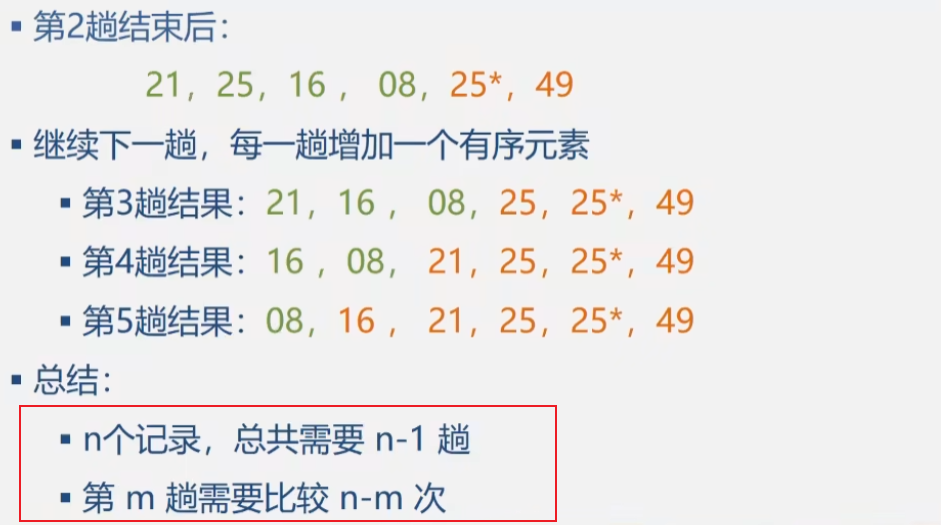 ▪ 第2趟结束后：
21，25，16 ， 08，25*，49
▪ 继续下一趟，每一趟增加一个有序元素
▪ 第3趟结果：21，16 ， 08，25，25*，49
▪ 第4趟结果：16 ，08， 21，25，25*，49
▪ 第5趟结果：08，16 ， 21，25，25*，49
▪ 总结：
▪ n个记录，总共需要 n-1 趟
▪ 第 m 趟需要比较 n-m 次